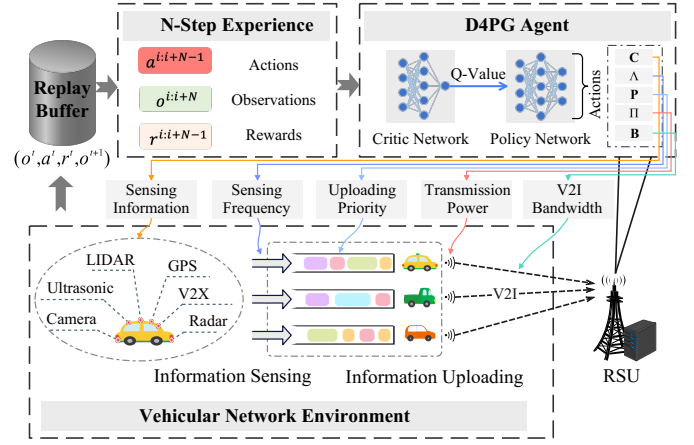 N-Step Experience
D4PG Agent
Replay
Buffer
a^{i:i+N−1}
Actions
o^{i:i+N}
Observations
r^{i:i+N−1}
Rewards
Q-Value
Critic Network
Policy Network
Actions
C
Λ
P
Π
B
(o^t,a^t,r^t,o^{t+1})
Sensing
Information
Sensing
Frequency
Uploading
Priority
Transmission
Power
V2I
Bandwidth
LIDAR
GPS
Ultrasonic
V2X
Camera
Radar
V2I
Information Sensing
Information Uploading
RSU
Vehicular Network Environment